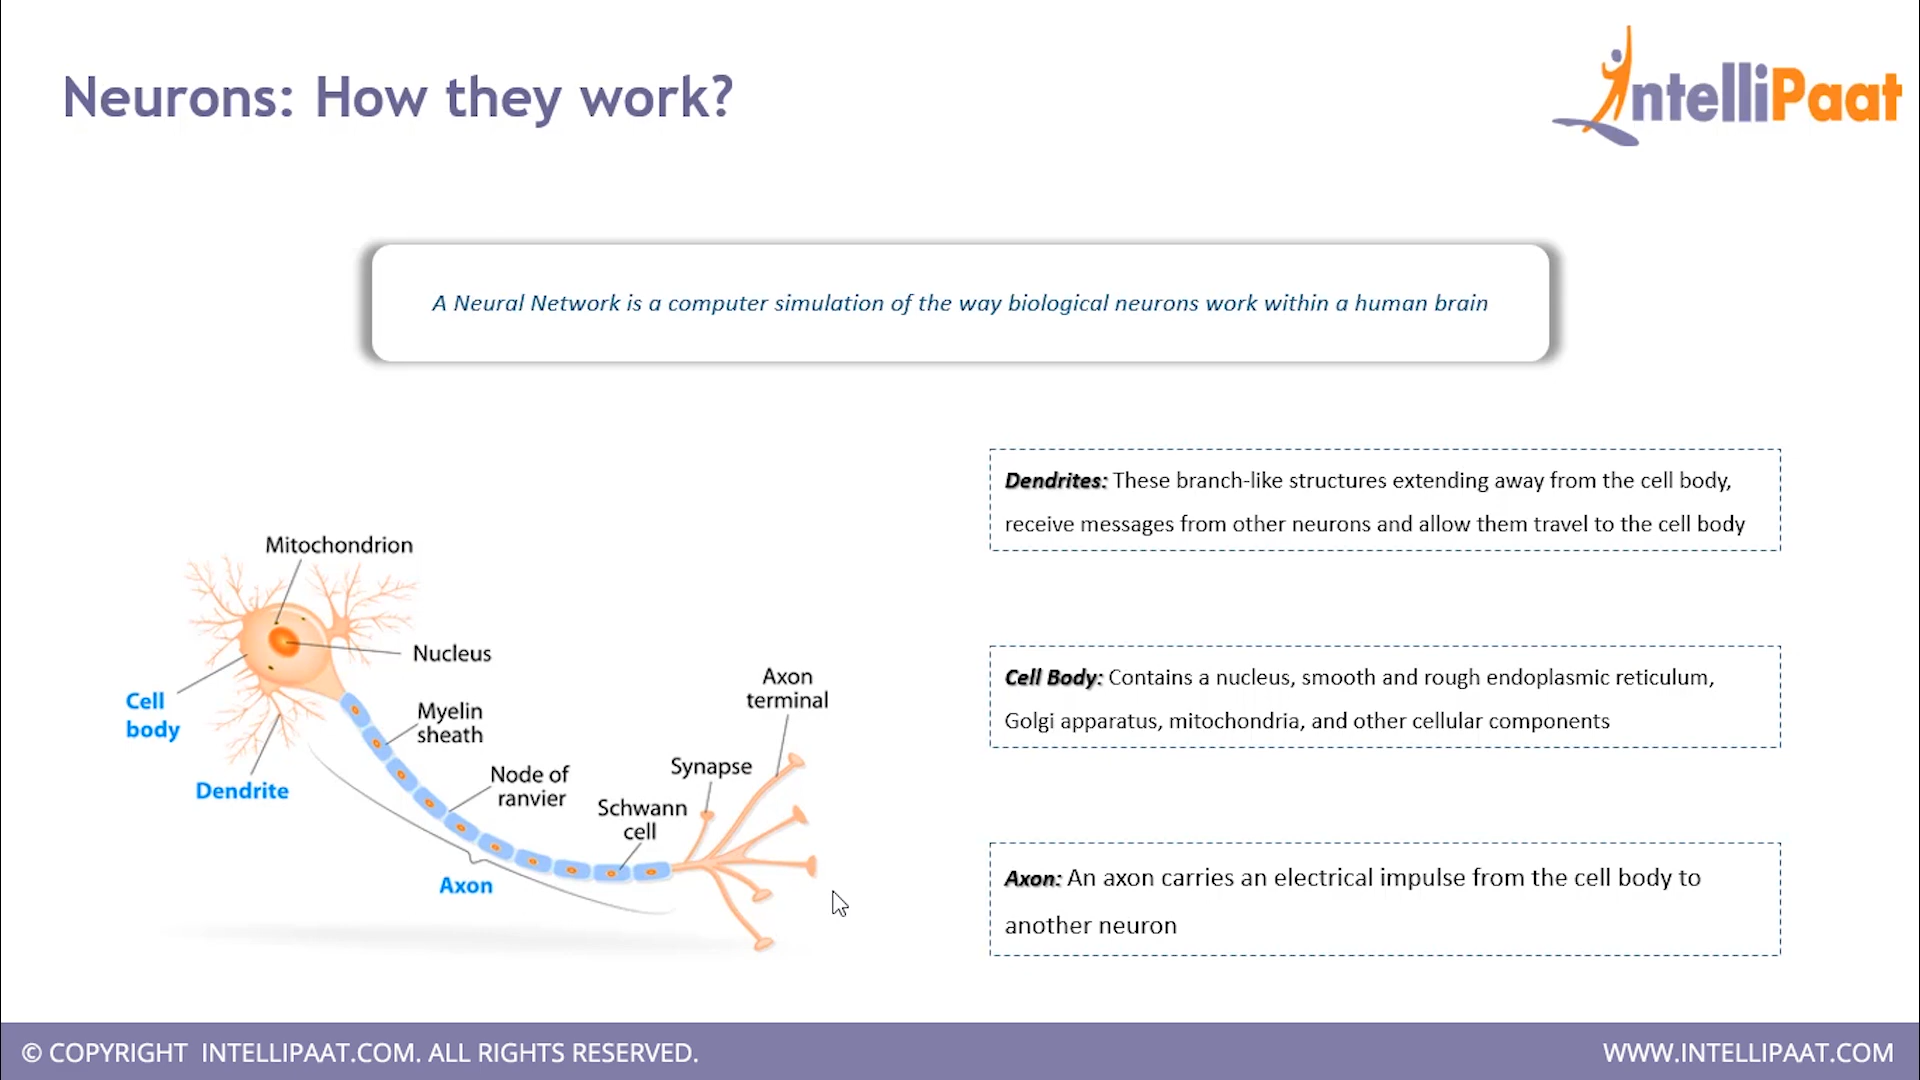 Neurons: How they work?
IntelliPaat
A Neural Network is a computer simulation of the way biological neurons work within a human brain
Dendrites: These branch-like structures extending away from the cell body,
receive messages from other neurons and allow them travel to the cell body
Mitochondrion
Nucleus
Cell
body
Myelin
sheath
Axon
terminal
Dendrite
Node of
ranvier
Synapse
Schwann
cell
Axon
Cell Body: Contains a nucleus, smooth and rough endoplasmic reticulum,
Golgi apparatus, mitochondria, and other cellular components
Axon: An axon carries an electrical impulse from the cell body to
another neuron
© COPYRIGHT INTELLIPAAT.COM. ALL RIGHTS RESERVED.
WWW.INTELLIPAAT.COM